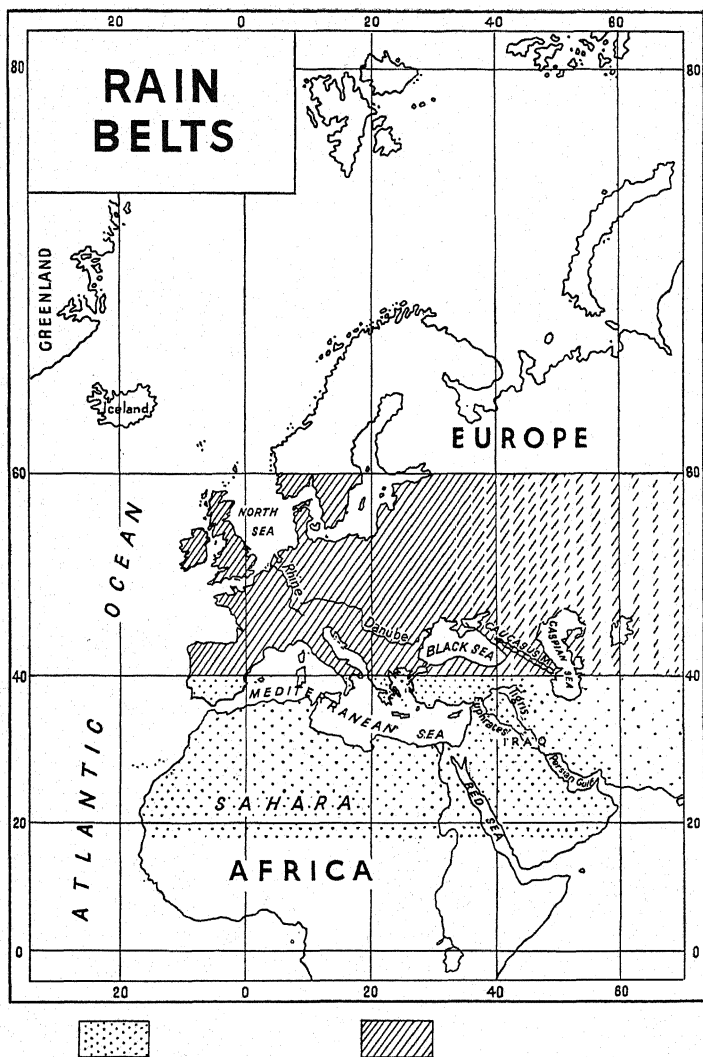 20 0 20 40 60
80 80
RAIN
BELTS
GREENLAND
Iceland
EUROPE
60 60
NORTH
SEA
OCEAN
Rhine
Danube
BLACK SEA
CAUCASUS
CASPIAN SEA
40 40
MEDITERRANEAN SEA
Tigris
Euphrates
IRAQ
Persian Gulf
ATLANTIC
SAHARA
RED SEA
20 20
AFRICA
0 0
20 0 20 40 60